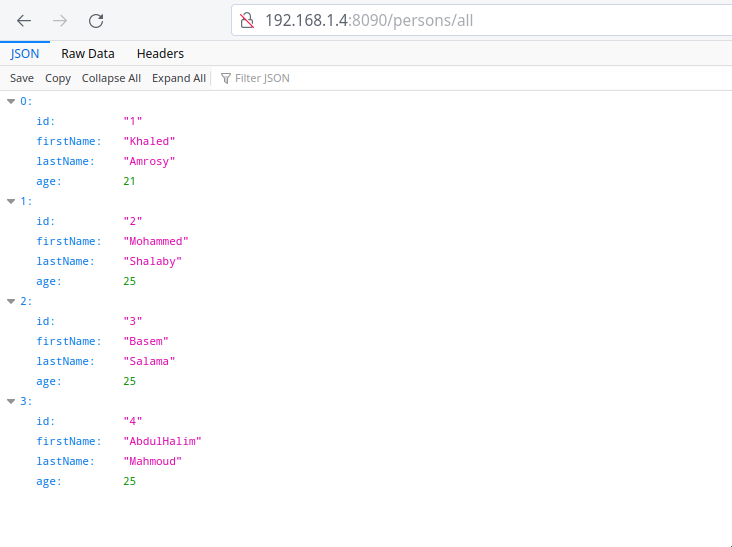 192.168.1.4:8090/persons/all
JSON Raw Data Headers
Save Copy Collapse All Expand All Filter JSON
0:
id: "1"
firstName: "Khaled"
lastName: "Amrosy"
age: 21
1:
id: "2"
firstName: "Mohammed"
lastName: "Shalaby"
age: 25
2:
id: "3"
firstName: "Basem"
lastName: "Salama"
age: 25
3:
id: "4"
firstName: "AbdulHalim"
lastName: "Mahmoud"
age: 25